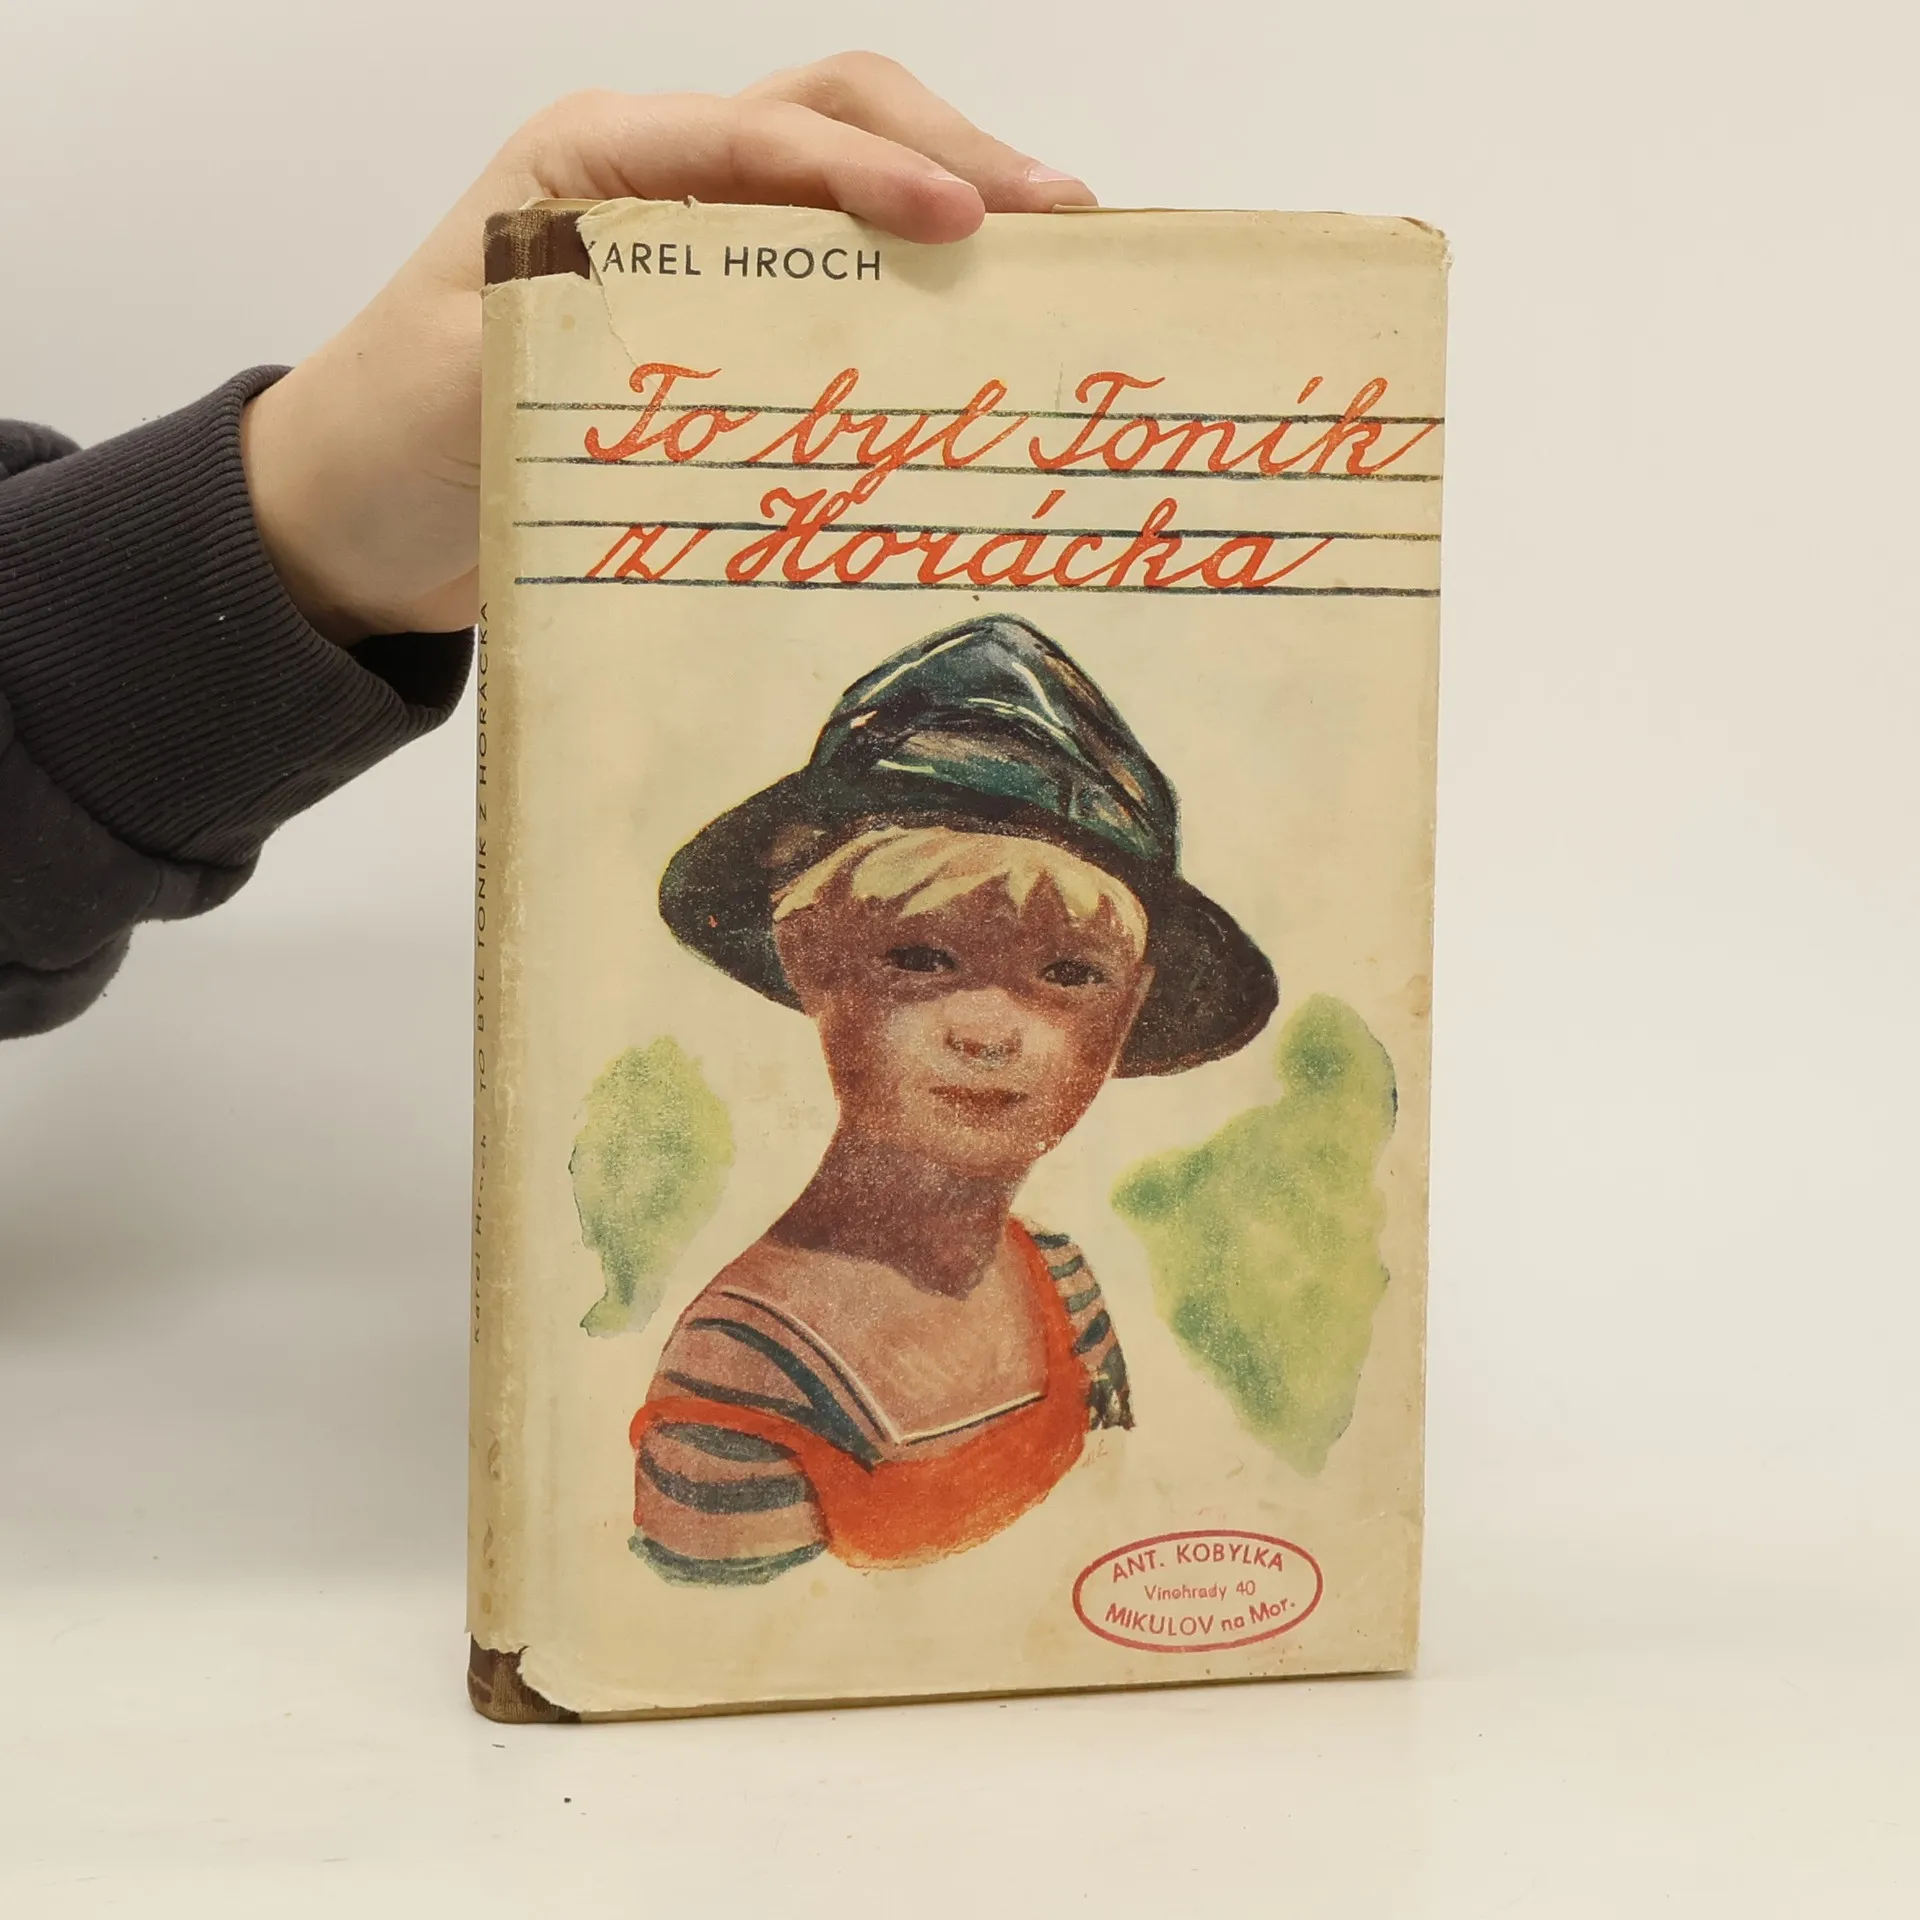 KAREL HROCH
To byl Toník
z Horácka
Karel Hroch: TO BYL TONÍK Z HORÁCKA
ANT. KOBYLKA
Vinohrady 40
MIKULOV na Mor.